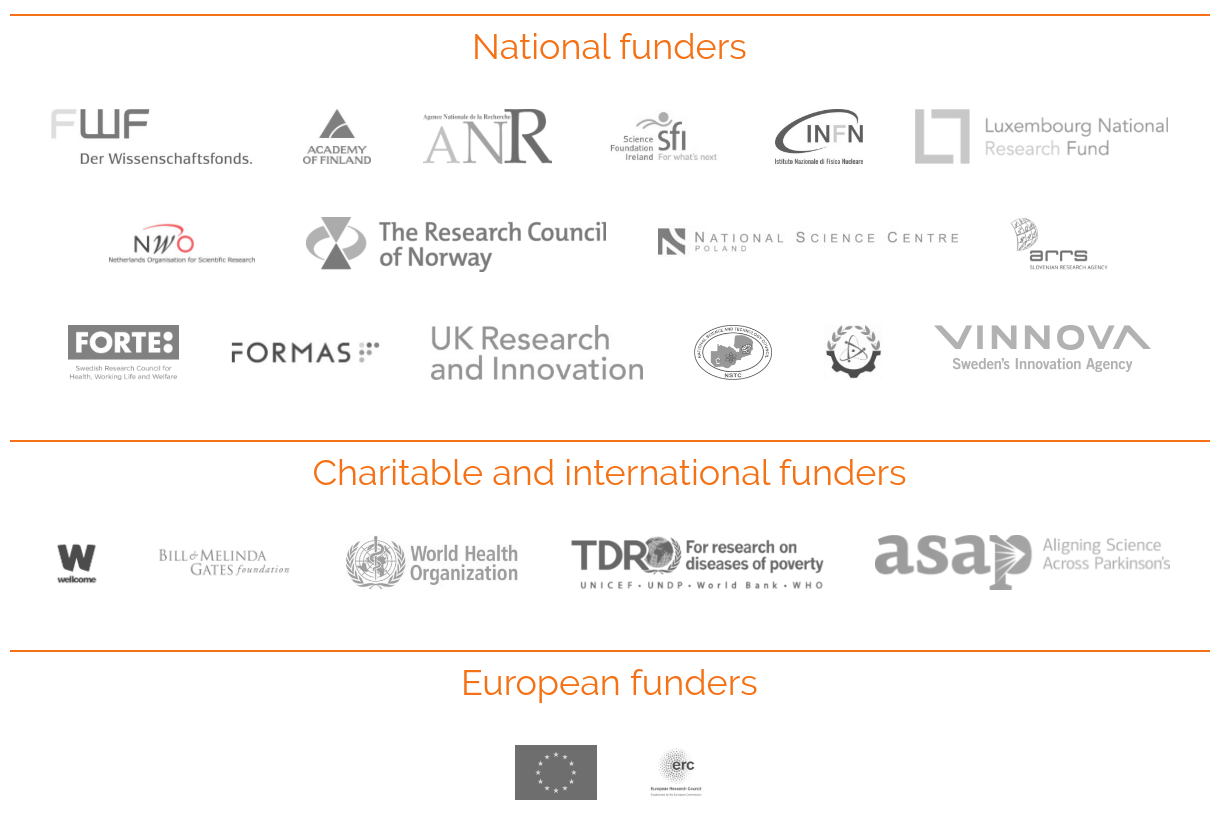 National funders
FWF
Der Wissenschaftsfonds.
ACADEMY
OF FINLAND
Agence Nationale de la Recherche
ANR
Science
Foundation
Ireland
sfi
For what's next
INFN
Istituto Nazionale di Fisica Nucleare
Luxembourg National
Research Fund
NWO
Netherlands Organisation for Scientific Research
The Research Council
of Norway
NATIONAL SCIENCE CENTRE
POLAND
arrs
SLOVENIAN RESEARCH AGENCY
FORTE:
Swedish Research Council for
Health, Working Life and Welfare
FORMAS
UK Research
and Innovation
NATIONAL SCIENCE AND TECHNOLOGY COUNCIL
NSTC
VINNOVA
Sweden's Innovation Agency
Charitable and international funders
W
wellcome
BILL & MELINDA
GATES foundation
World Health
Organization
TDR
For research on
diseases of poverty
UNICEF • UNDP • World Bank • WHO
asap
Aligning Science
Across Parkinson's
European funders
erc
European Research Council